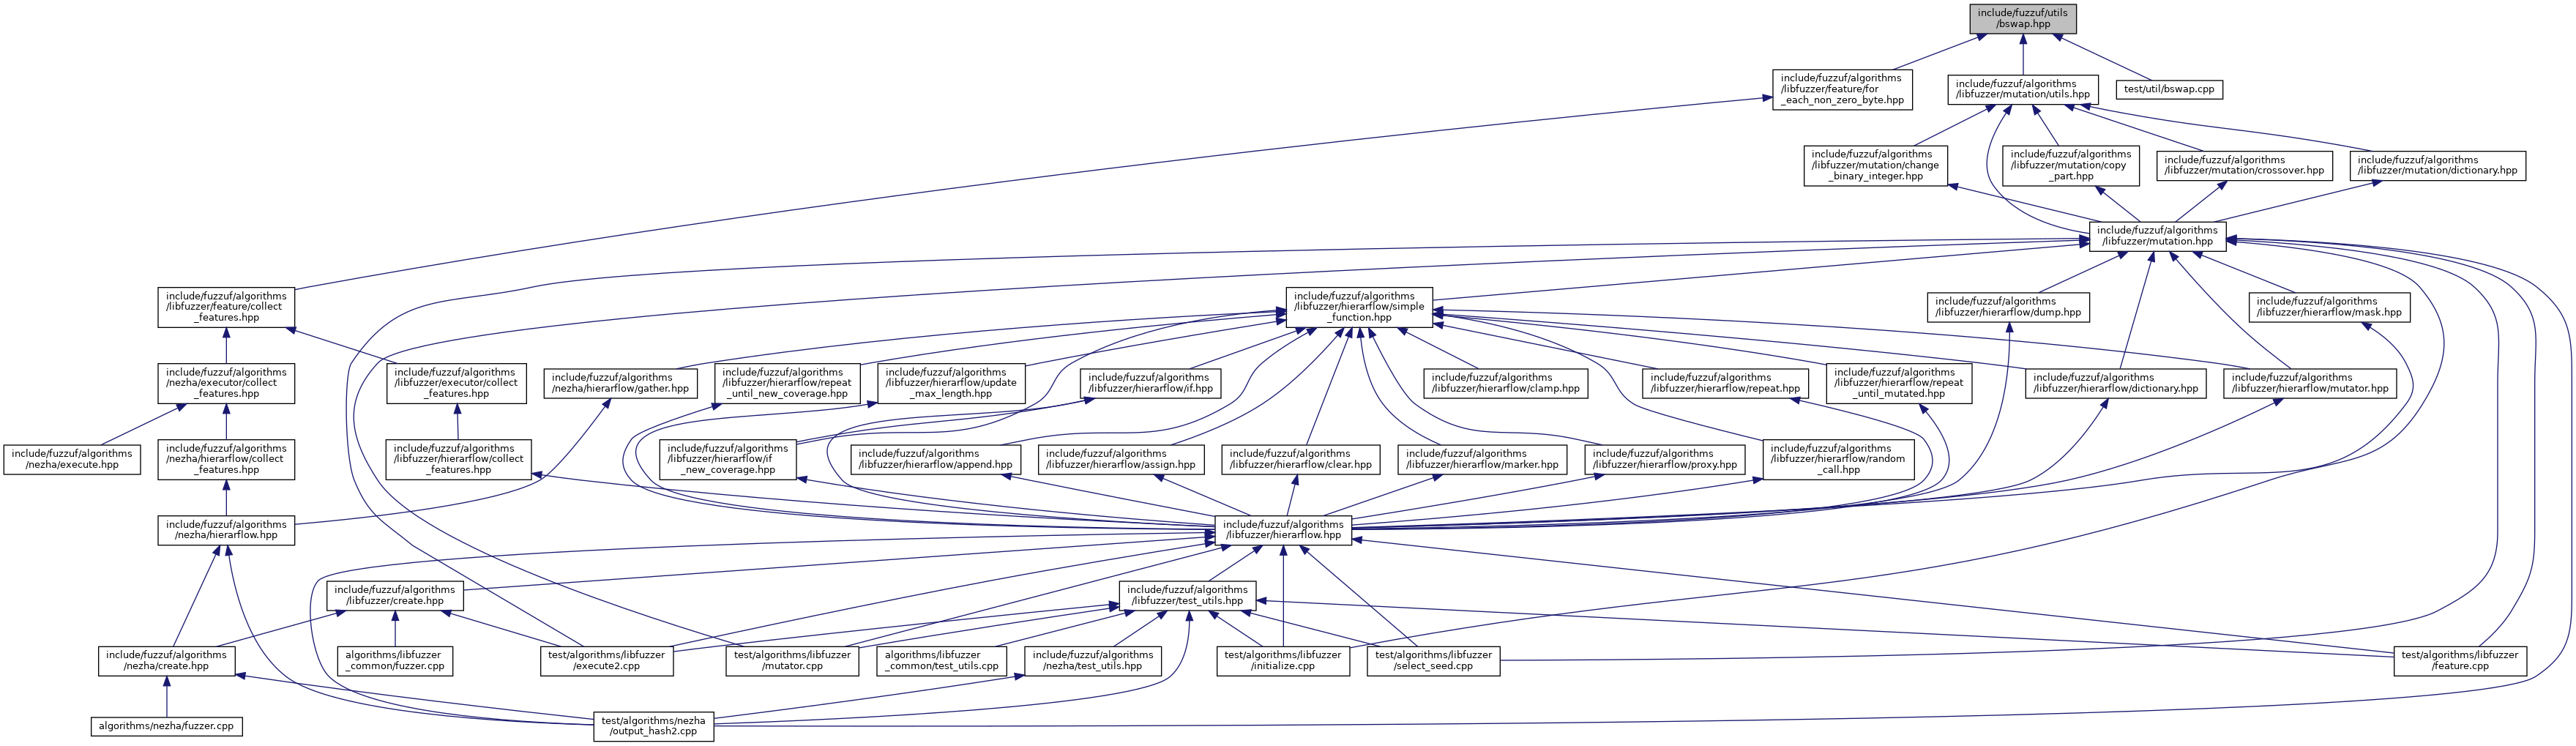 include/fuzzuf/utils
/bswap.hpp
include/fuzzuf/algorithms
/libfuzzer/feature/for
_each_non_zero_byte.hpp
include/fuzzuf/algorithms
/libfuzzer/mutation/utils.hpp
test/util/bswap.cpp
include/fuzzuf/algorithms
/libfuzzer/mutation/change
_binary_integer.hpp
include/fuzzuf/algorithms
/libfuzzer/mutation/copy
_part.hpp
include/fuzzuf/algorithms
/libfuzzer/mutation/crossover.hpp
include/fuzzuf/algorithms
/libfuzzer/mutation/dictionary.hpp
include/fuzzuf/algorithms
/libfuzzer/mutation.hpp
include/fuzzuf/algorithms
/libfuzzer/feature/collect
_features.hpp
include/fuzzuf/algorithms
/libfuzzer/hierarflow/simple
_function.hpp
include/fuzzuf/algorithms
/libfuzzer/hierarflow/dump.hpp
include/fuzzuf/algorithms
/libfuzzer/hierarflow/mask.hpp
include/fuzzuf/algorithms
/nezha/executor/collect
_features.hpp
include/fuzzuf/algorithms
/libfuzzer/executor/collect
_features.hpp
include/fuzzuf/algorithms
/nezha/hierarflow/gather.hpp
include/fuzzuf/algorithms
/libfuzzer/hierarflow/repeat
_until_new_coverage.hpp
include/fuzzuf/algorithms
/libfuzzer/hierarflow/update
_max_length.hpp
include/fuzzuf/algorithms
/libfuzzer/hierarflow/if.hpp
include/fuzzuf/algorithms
/libfuzzer/hierarflow/clamp.hpp
include/fuzzuf/algorithms
/libfuzzer/hierarflow/repeat.hpp
include/fuzzuf/algorithms
/libfuzzer/hierarflow/repeat
_until_mutated.hpp
include/fuzzuf/algorithms
/libfuzzer/hierarflow/dictionary.hpp
include/fuzzuf/algorithms
/libfuzzer/hierarflow/mutator.hpp
include/fuzzuf/algorithms
/nezha/execute.hpp
include/fuzzuf/algorithms
/nezha/hierarflow/collect
_features.hpp
include/fuzzuf/algorithms
/libfuzzer/hierarflow/collect
_features.hpp
include/fuzzuf/algorithms
/libfuzzer/hierarflow/if
_new_coverage.hpp
include/fuzzuf/algorithms
/libfuzzer/hierarflow/append.hpp
include/fuzzuf/algorithms
/libfuzzer/hierarflow/assign.hpp
include/fuzzuf/algorithms
/libfuzzer/hierarflow/clear.hpp
include/fuzzuf/algorithms
/libfuzzer/hierarflow/marker.hpp
include/fuzzuf/algorithms
/libfuzzer/hierarflow/proxy.hpp
include/fuzzuf/algorithms
/libfuzzer/hierarflow/random
_call.hpp
include/fuzzuf/algorithms
/nezha/hierarflow.hpp
include/fuzzuf/algorithms
/libfuzzer/hierarflow.hpp
include/fuzzuf/algorithms
/libfuzzer/create.hpp
include/fuzzuf/algorithms
/libfuzzer/test_utils.hpp
include/fuzzuf/algorithms
/nezha/create.hpp
algorithms/libfuzzer
_common/fuzzer.cpp
test/algorithms/libfuzzer
/execute2.cpp
test/algorithms/libfuzzer
/mutator.cpp
algorithms/libfuzzer
_common/test_utils.cpp
include/fuzzuf/algorithms
/nezha/test_utils.hpp
test/algorithms/libfuzzer
/initialize.cpp
test/algorithms/libfuzzer
/select_seed.cpp
test/algorithms/libfuzzer
/feature.cpp
algorithms/nezha/fuzzer.cpp
test/algorithms/nezha
/output_hash2.cpp